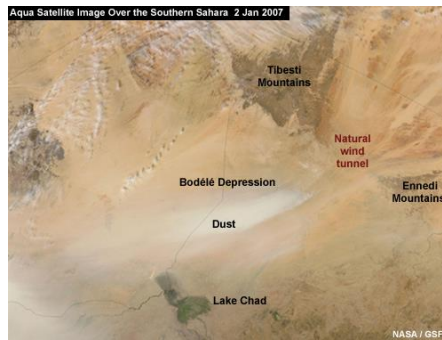 Aqua Satellite Image Over the Southern Sahara 2 Jan 2007
Tibesti
Mountains
Natural
wind
tunnel
Bodélé Depression
Ennedi
Mountains
Dust
Lake Chad
NASA / GSF